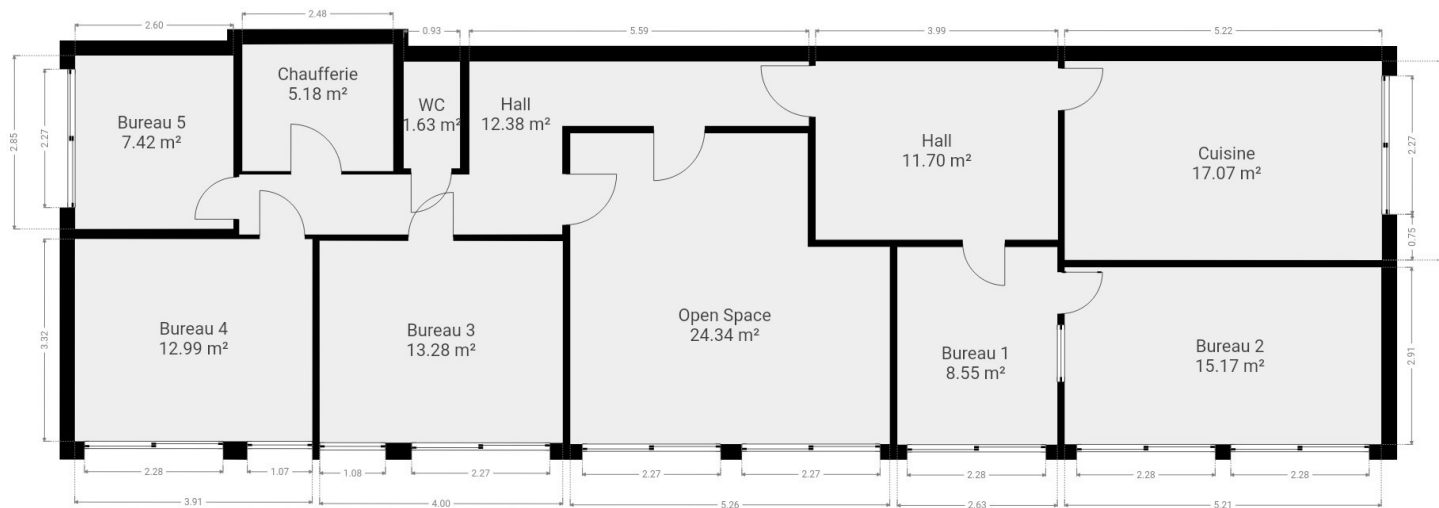 2.60
2.48
0.93
5.59
3.99
5.22
2.85
2.27
Bureau 5
7.42 m²
Chaufferie
5.18 m²
WC
1.63 m²
Hall
12.38 m²
Hall
11.70 m²
Cuisine
17.07 m²
2.27
0.75
3.32
Bureau 4
12.99 m²
Bureau 3
13.28 m²
Open Space
24.34 m²
Bureau 1
8.55 m²
Bureau 2
15.17 m²
2.91
2.28
1.07
1.08
2.27
2.27
2.27
2.28
2.28
2.28
3.91
4.00
5.26
2.63
5.21